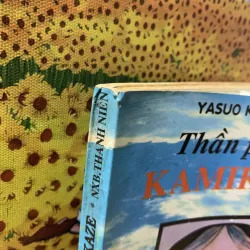 YASUO K
Thần p
KAMIK
KAZE * NXB.THANH NIÊN